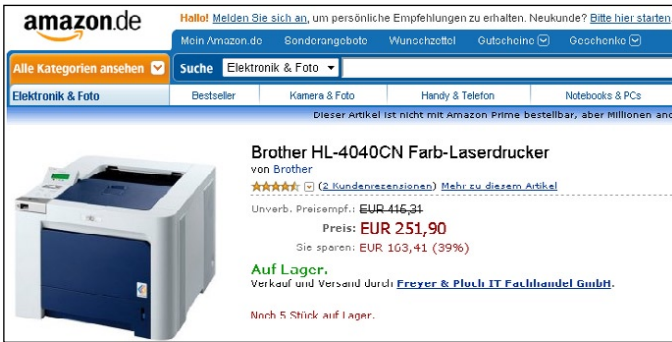 amazon.de
Hallo! Melden Sie sich an, um persönliche Empfehlungen zu erhalten. Neukunde? Bitte hier starten
Mein Amazon.de Sonderangebote Wunschzettel Gutscheine Geschenke
Alle Kategorien ansehen Suche Elektronik & Foto
Elektronik & Foto Bestseller Kamera & Foto Handy & Telefon Notebooks & PCs
Dieser Artikel ist nicht mit Amazon Prime bestellbar, aber Millionen and
Brother HL-4040CN Farb-Laserdrucker
von Brother
(2 Kundenrezensionen) Mehr zu diesem Artikel
Unverb. Preisempf.: EUR 415,31
Preis: EUR 251,90
Sie sparen: EUR 163,41 (39%)
Auf Lager.
Verkauf und Versand durch Freyer & Ploch IT Fachhandel GmbH.
Noch 5 Stück auf Lager.